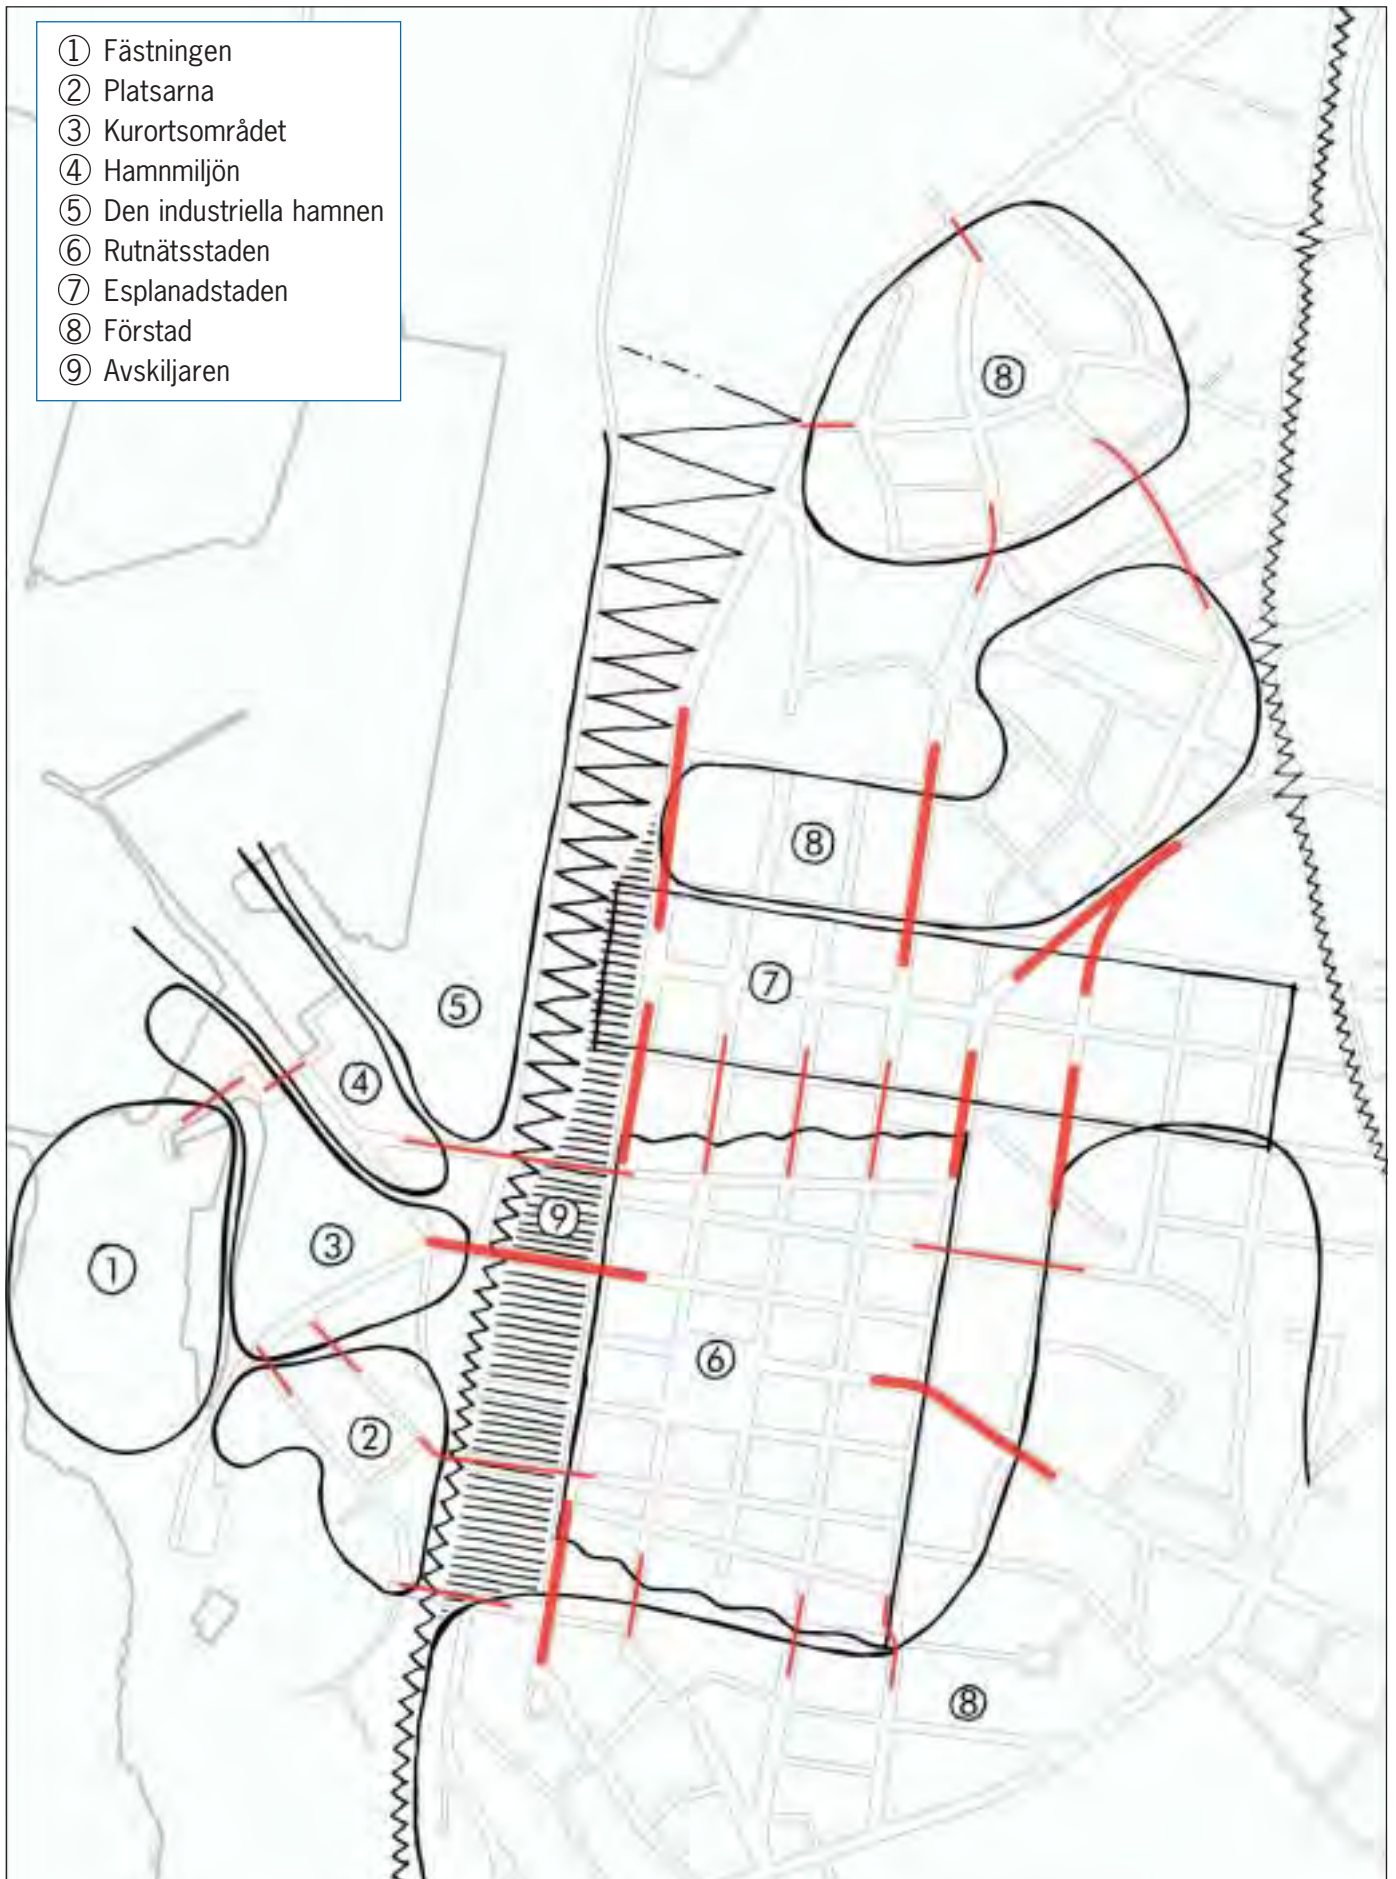 ① Fästningen
② Platsarna
③ Kurortsområdet
④ Hamnmiljön
⑤ Den industriella hamnen
⑥ Rutnätsstaden
⑦ Esplanadstaden
⑧ Förstad
⑨ Avskiljaren
⑧
⑧
⑦
⑤
④
⑨
③
①
⑥
②
⑧